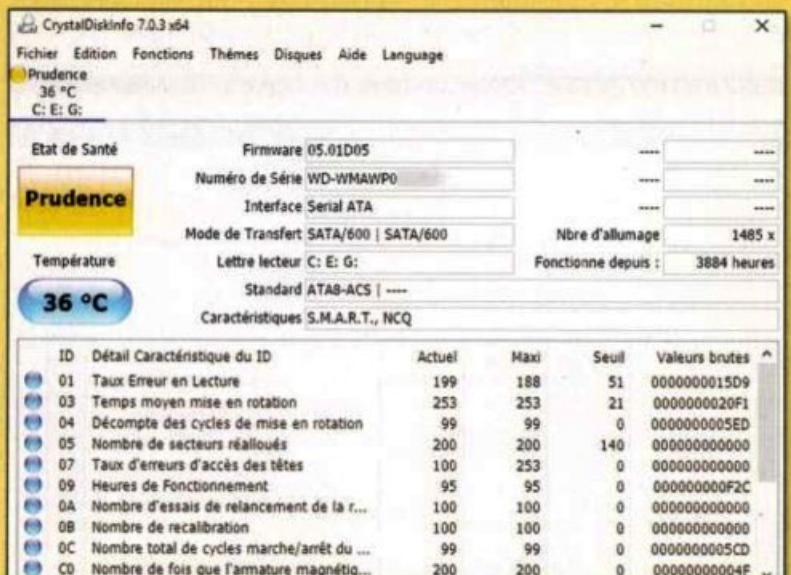 CrystalDiskInfo 7.0.3 x64
Fichier Edition Fonctions Thèmes Disques Aide Language
Prudence
36 °C
C: E: G:
Etat de Santé
Prudence
Température
36 °C
Firmware 05.01D05 ---- ----
Numéro de Série WD-WMAWP0 ---- ----
Interface Serial ATA ---- ----
Mode de Transfert SATA/600 | SATA/600 Nbre d'allumage 1485 x
Lettre lecteur C: E: G: Fonctionne depuis : 3884 heures
Standard ATA8-ACS | ----
Caractéristiques S.M.A.R.T., NCQ
ID Détail Caractéristique du ID Actuel Maxi Seuil Valeurs brutes
01 Taux Erreur en Lecture 199 188 51 0000000015D9
03 Temps moyen mise en rotation 253 253 21 0000000020F1
04 Décompte des cycles de mise en rotation 99 99 0 0000000005ED
05 Nombre de secteurs réalloués 200 200 140 000000000000
07 Taux d'erreurs d'accès des têtes 100 253 0 000000000000
09 Heures de Fonctionnement 95 95 0 000000000F2C
0A Nombre d'essais de relancement de la r... 100 100 0 000000000000
0B Nombre de recalibration 100 100 0 000000000000
0C Nombre total de cycles marche/arrêt du ... 99 99 0 0000000005CD
C0 Nombre de fois que l'armature magnétiq... 200 200 0 00000000004F